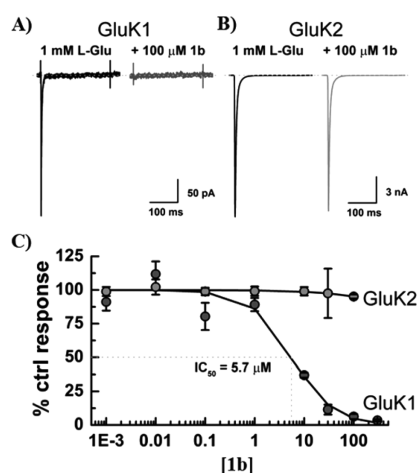 A)
GluK1
1 mM L-Glu
+ 100 μM 1b
50 pA
100 ms
B)
GluK2
1 mM L-Glu
+ 100 μM 1b
3 nA
100 ms
C)
% ctrl response
125
100
75
50
25
0
GluK2
IC50 = 5.7 μM
GluK1
1E-3
0.01
0.1
1
10
100
[1b]